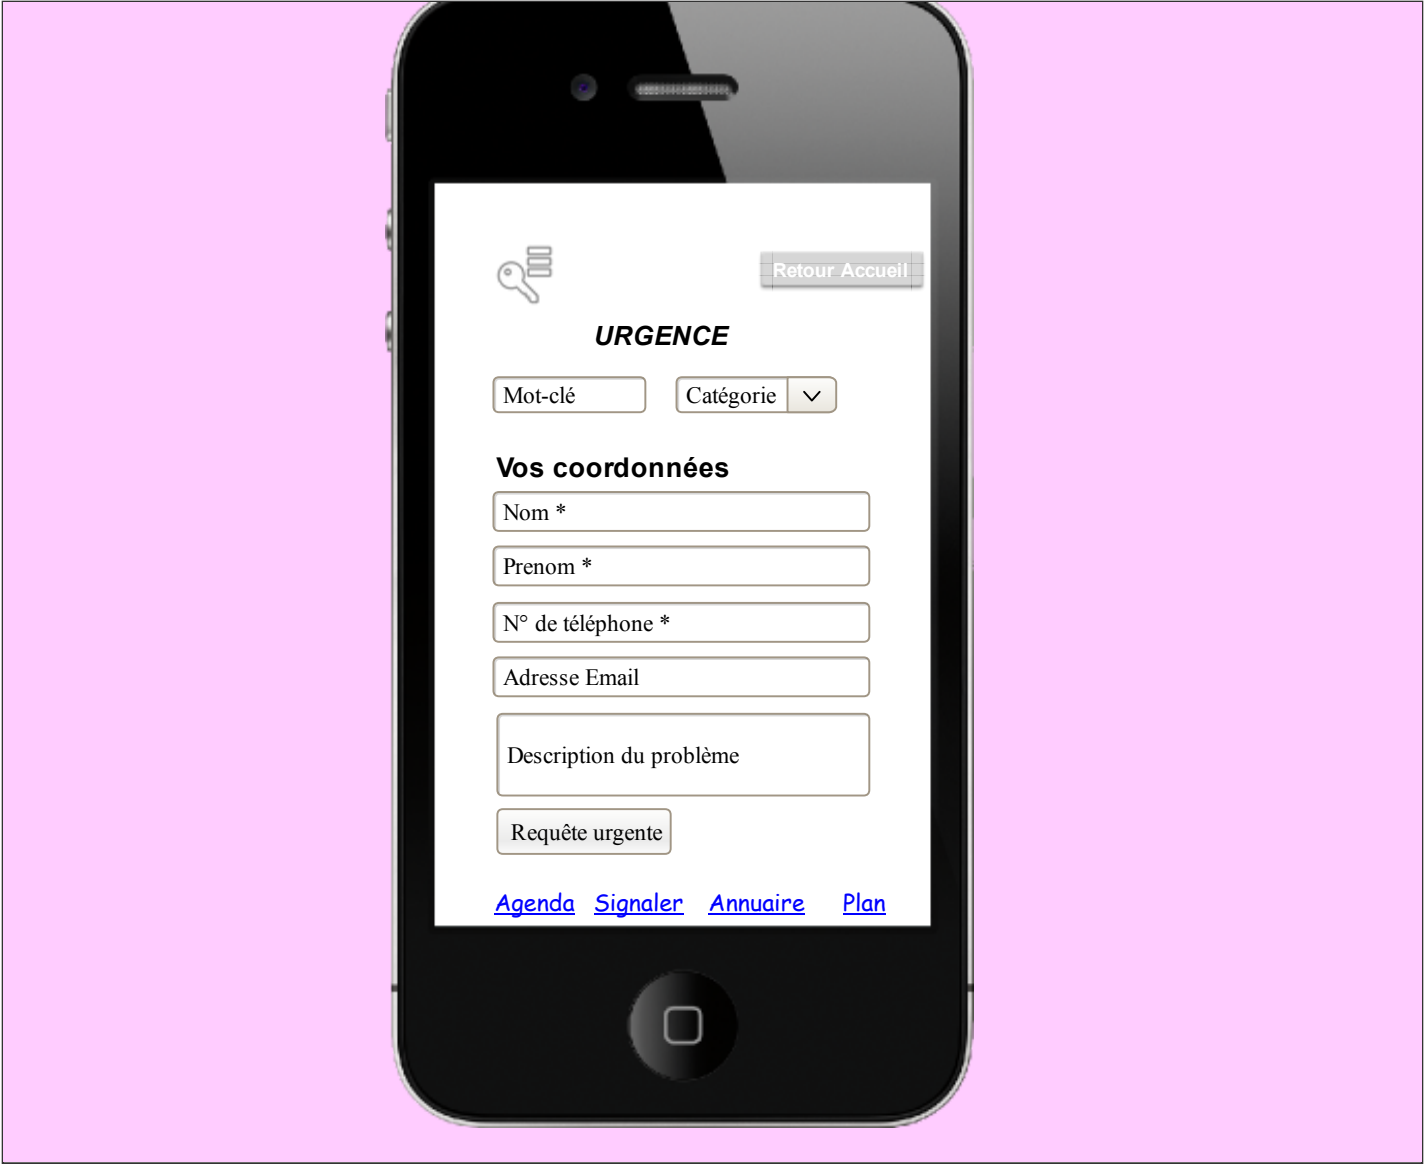 Retour Accueil
URGENCE
Mot-clé Catégorie
Vos coordonnées
Nom *
Prenom *
N° de téléphone *
Adresse Email
Description du problème
Requête urgente
Agenda Signaler Annuaire Plan